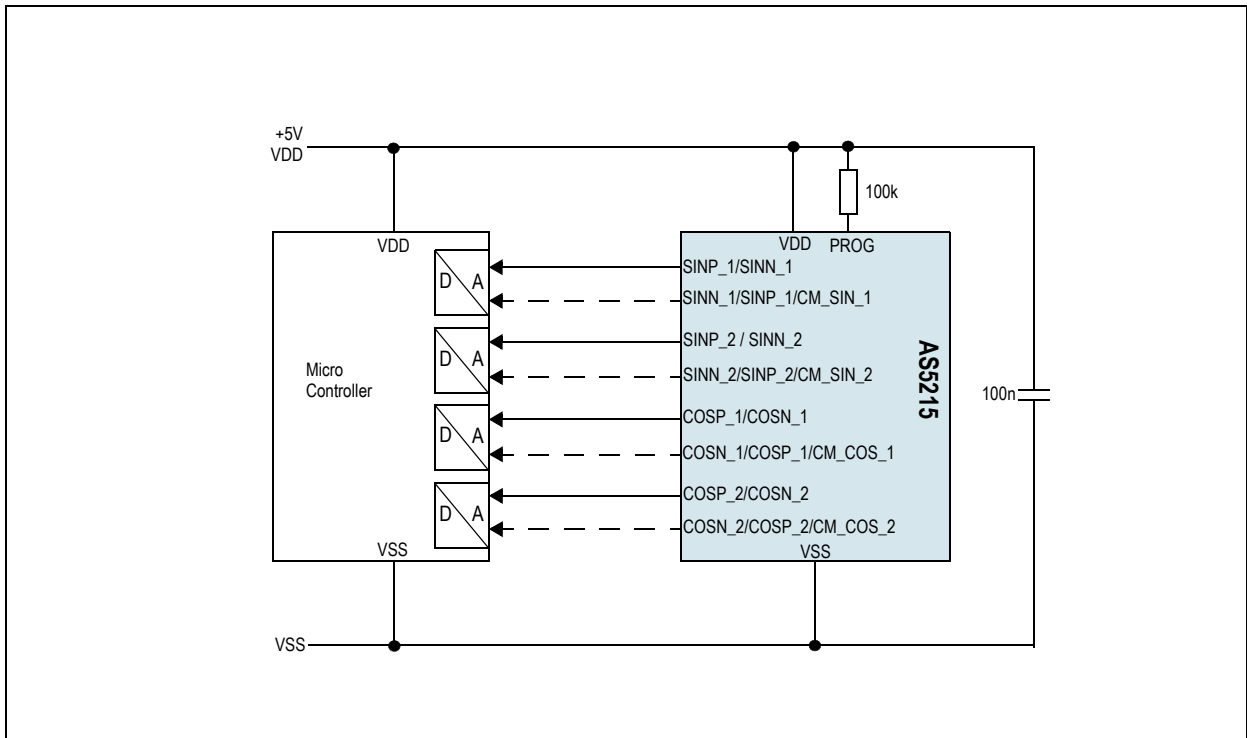 +5V
VDD
100k
VDD
VDD PROG
D A
SINP_1/SINN_1
SINN_1/SINP_1/CM_SIN_1
D A
SINP_2 / SINN_2
SINN_2/SINP_2/CM_SIN_2
Micro
Controller
AS5215
100n
D A
COSP_1/COSN_1
COSN_1/COSP_1/CM_COS_1
D A
COSP_2/COSN_2
COSN_2/COSP_2/CM_COS_2
VSS
VSS
VSS